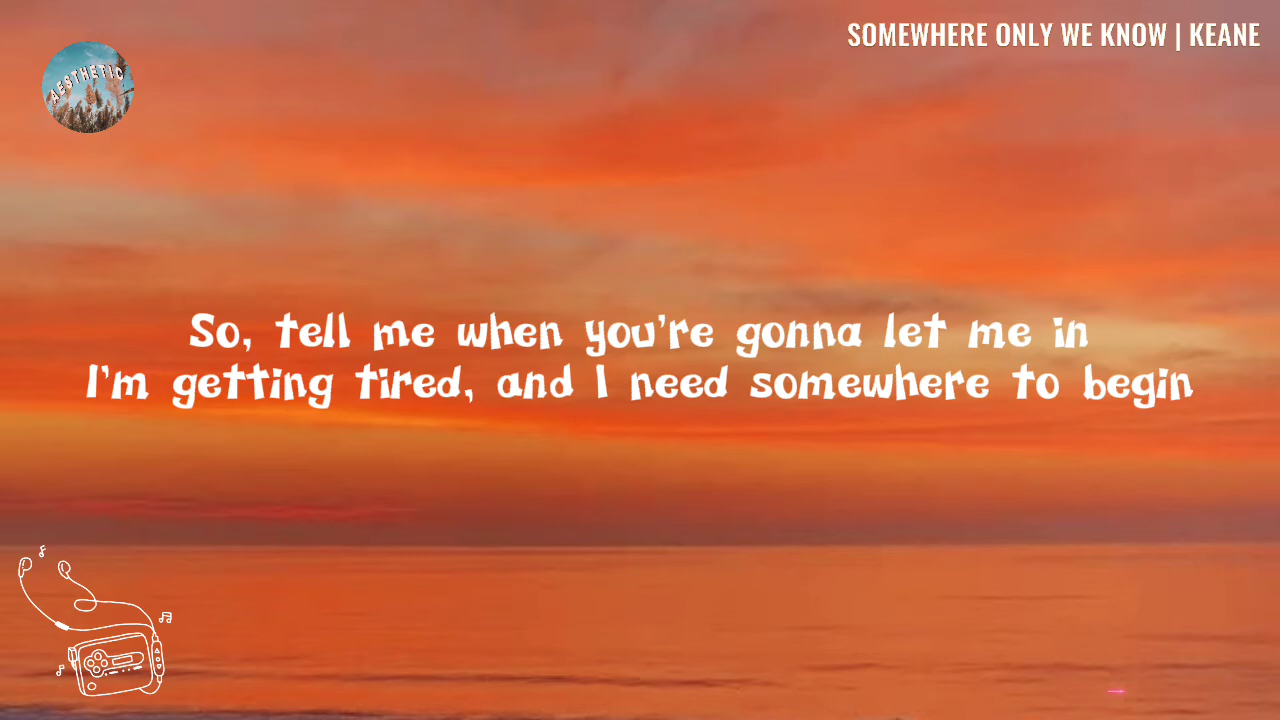 SOMEWHERE ONLY WE KNOW | KEANE
AESTHETIC
So, tell me when you're gonna let me in
I'm getting tired, and I need somewhere to begin